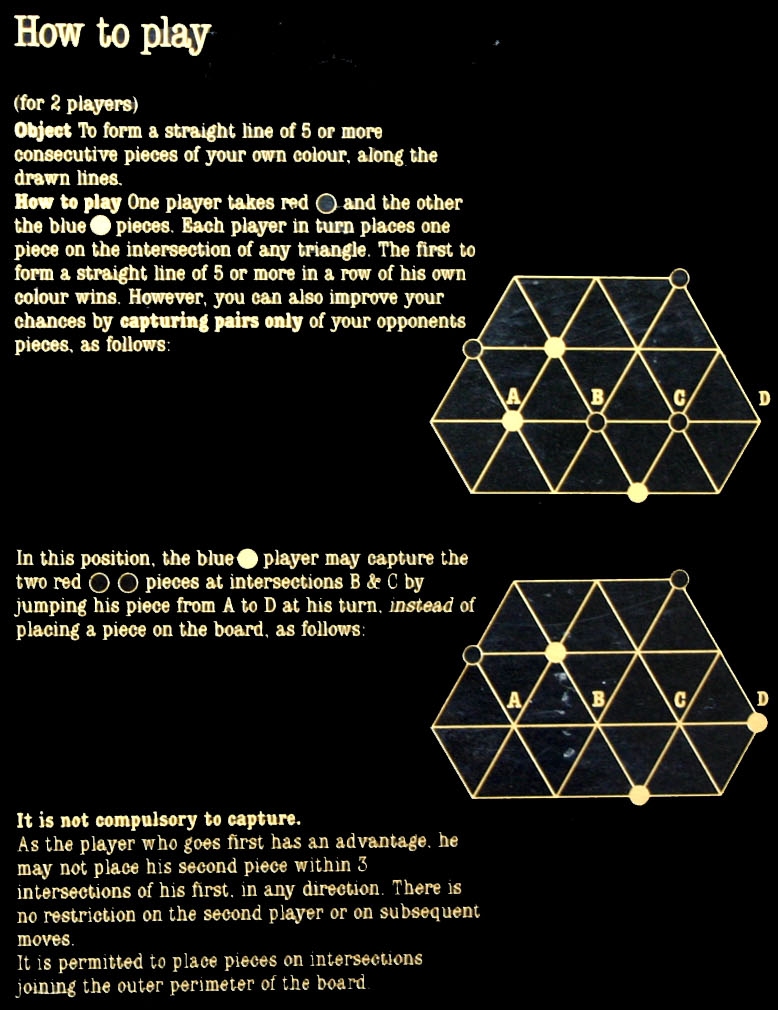 How to play
(for 2 players)
Object To form a straight line of 5 or more
consecutive pieces of your own colour, along the
drawn lines.
How to play One player takes red and the other
the blue pieces. Each player in turn places one
piece on the intersection of any triangle. The first to
form a straight line of 5 or more in a row of his own
colour wins. However, you can also improve your
chances by capturing pairs only of your opponents
pieces, as follows:
A B C D
In this position, the blue player may capture the
two red pieces at intersections B & C by
jumping his piece from A to D at his turn, instead of
placing a piece on the board, as follows:
A B C D
It is not compulsory to capture.
As the player who goes first has an advantage, he
may not place his second piece within 3
intersections of his first, in any direction. There is
no restriction on the second player or on subsequent
moves.
It is permitted to place pieces on intersections
joining the outer perimeter of the board.